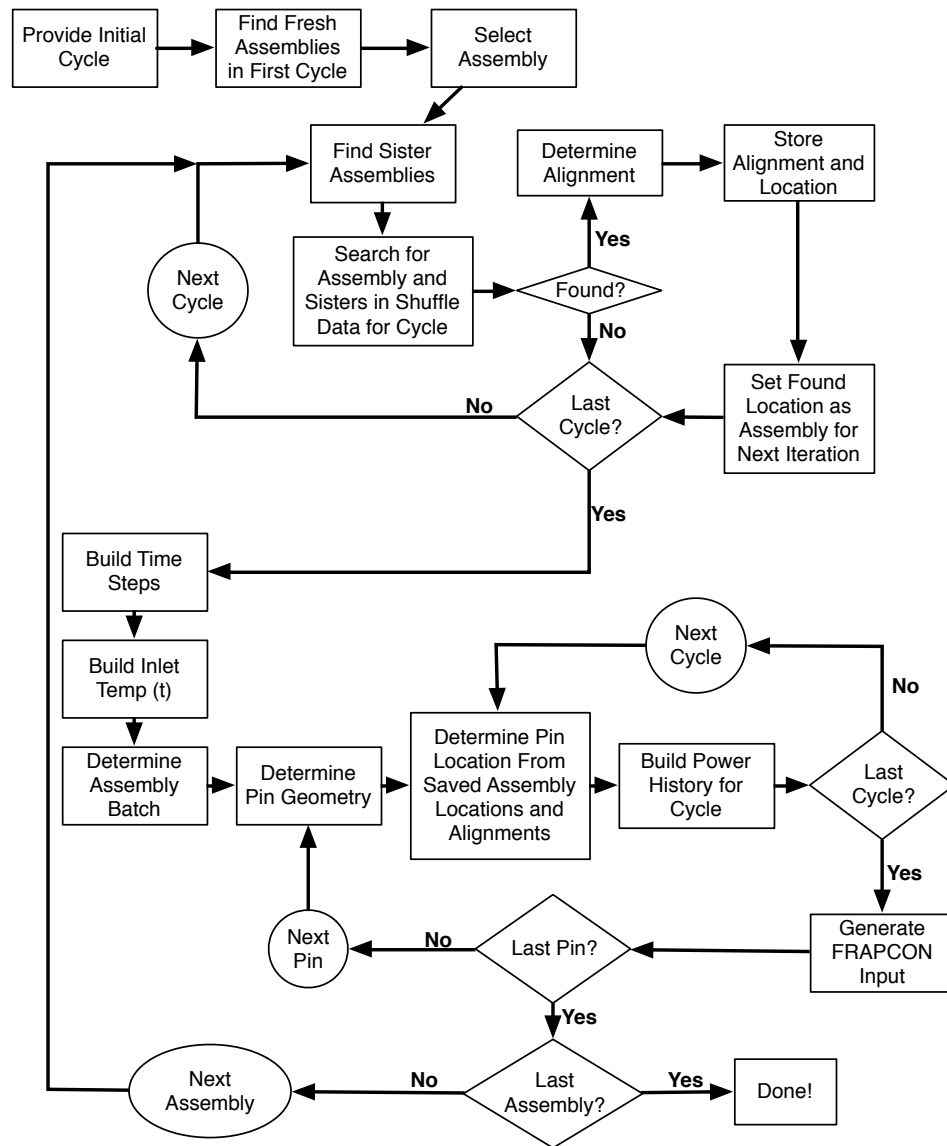 Provide Initial
Cycle
Find Fresh
Assemblies
in First Cycle
Select
Assembly
Find Sister
Assemblies
Determine
Alignment
Store
Alignment and
Location
Yes
Next
Cycle
Search for
Assembly and
Sisters in Shuffle
Data for Cycle
Found?
No
No
Last
Cycle?
Set Found
Location as
Assembly for
Next Iteration
Yes
Build Time
Steps
Next
Cycle
Build Inlet
Temp (t)
No
Determine
Assembly
Batch
Determine
Pin Geometry
Determine Pin
Location From
Saved Assembly
Locations and
Alignments
Build Power
History for
Cycle
Last
Cycle?
Yes
Next
Pin
No
Last Pin?
Generate
FRAPCON
Input
Yes
Next
Assembly
No
Last
Assembly?
Yes
Done!